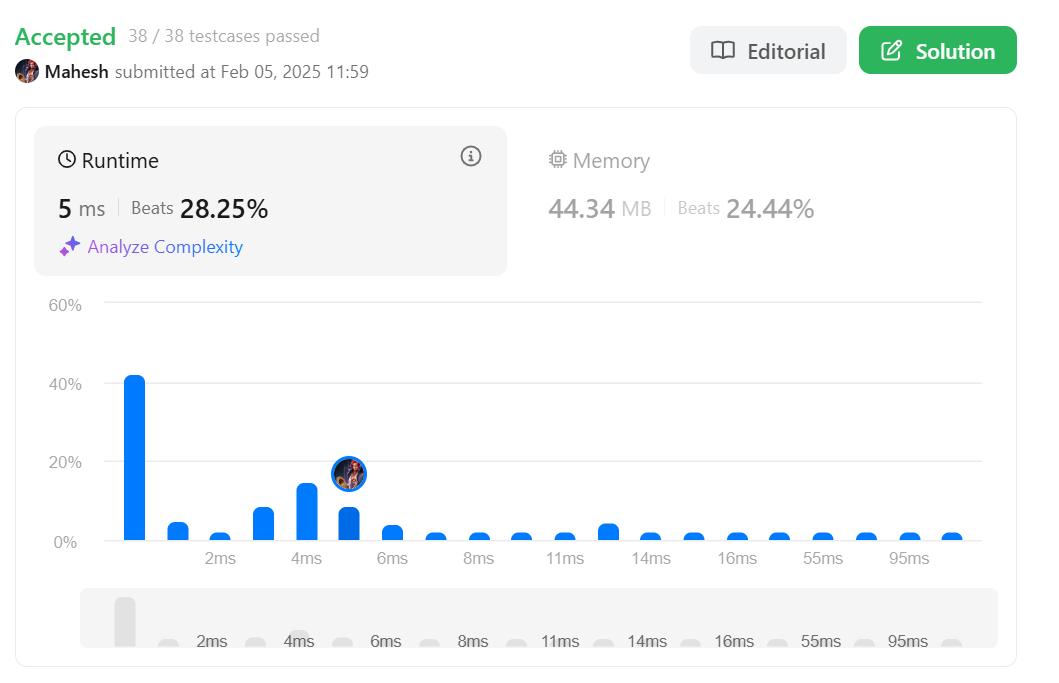 Accepted 38 / 38 testcases passed
Mahesh submitted at Feb 05, 2025 11:59
Editorial
Solution
Runtime
5 ms Beats 28.25%
Analyze Complexity
Memory
44.34 MB Beats 24.44%
60%
40%
20%
0%
2ms 4ms 6ms 8ms 11ms 14ms 16ms 55ms 95ms
2ms 4ms 6ms 8ms 11ms 14ms 16ms 55ms 95ms